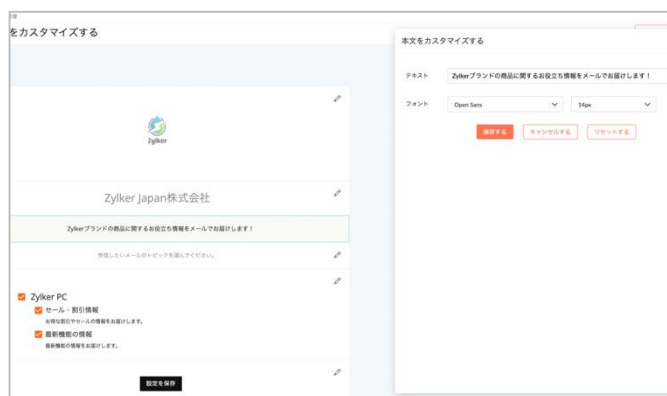 をカスタマイズする
Zylker
Zylker Japan株式会社
Zylkerブランドの商品に関するお役立ち情報をメールでお届けします！
受信したいメールのトピックを選んでください。
Zylker PC
セール・割引情報
お得な割引やセールの情報をお届けします。
最新機能の情報
最新機能の情報をお届けします。
設定を保存
本文をカスタマイズする
テキスト Zylkerブランドの商品に関するお役立ち情報をメールでお届けします！
フォント Open Sans 14px
保存する キャンセルする リセットする